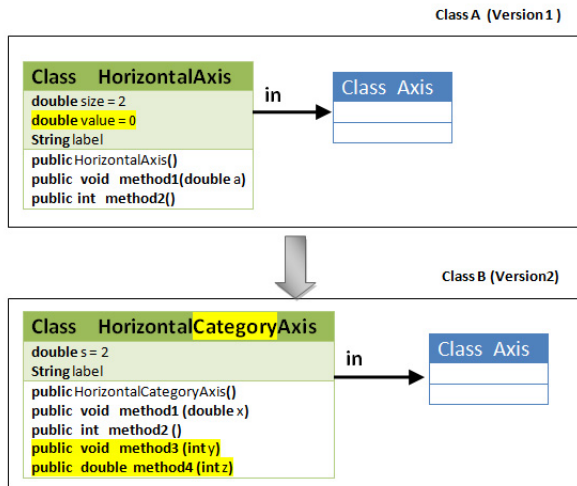 Class A (Version 1 )
Class HorizontalAxis
double size = 2
double value = 0
String label
public HorizontalAxis()
public void method1(double a)
public int method2()
in
Class Axis
Class B (Version2)
Class HorizontalCategoryAxis
double s = 2
String label
public HorizontalCategoryAxis()
public void method1 (double x)
public int method2 ()
public void method3 (int y)
public double method4 (int z)
in
Class Axis